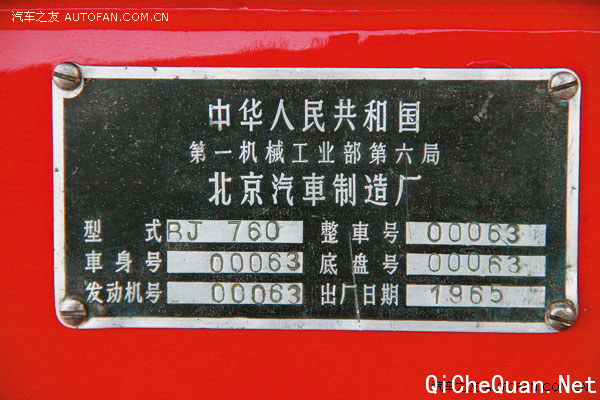 汽车之友 AUTOFAN.COM.CN
中华人民共和国
第一机械工业部第六局
北京汽車制造厂
型 式 BJ 760 整車号 00063
車身号 00063 底盘号 00063
发动机号 00063 出厂日期 1965
QiCheQuan.Net